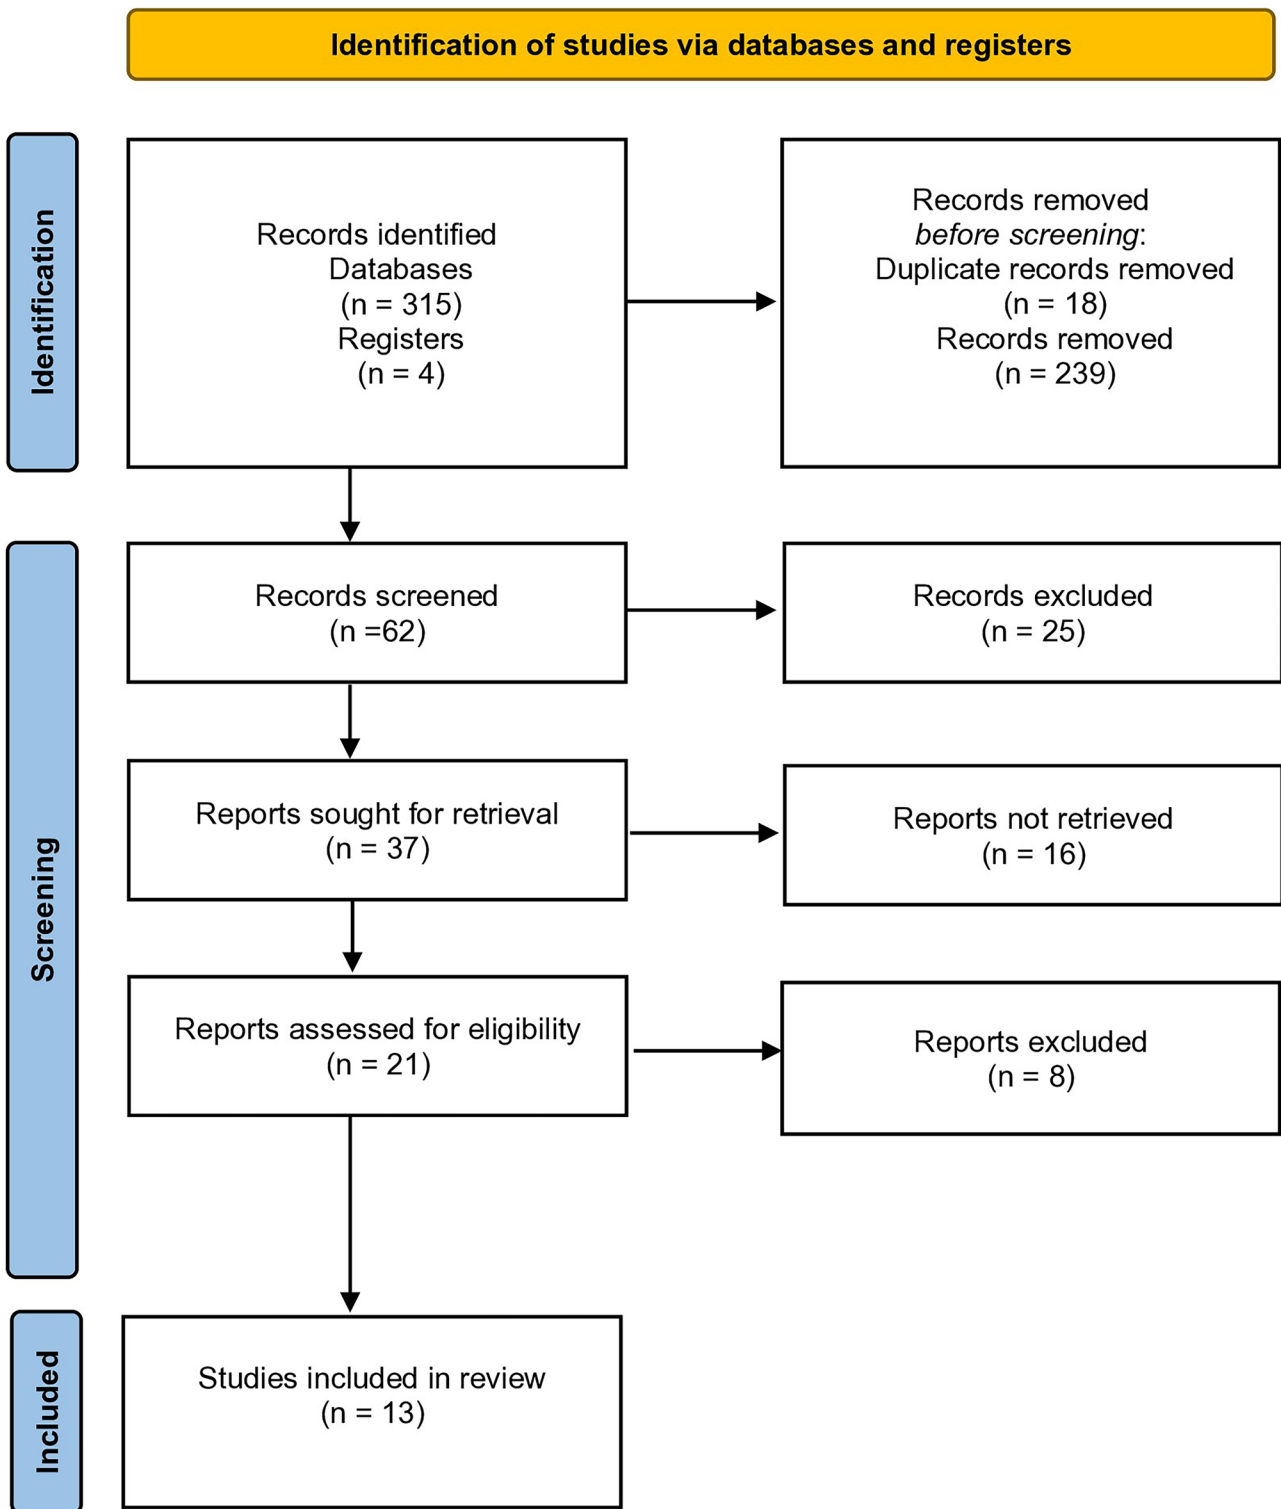 Identification of studies via databases and registers
Identification
Records identified
Databases
(n = 315)
Registers
(n = 4)
Records removed
before screening:
Duplicate records removed
(n = 18)
Records removed
(n = 239)
Screening
Records screened
(n =62)
Records excluded
(n = 25)
Reports sought for retrieval
(n = 37)
Reports not retrieved
(n = 16)
Reports assessed for eligibility
(n = 21)
Reports excluded
(n = 8)
Included
Studies included in review
(n = 13)